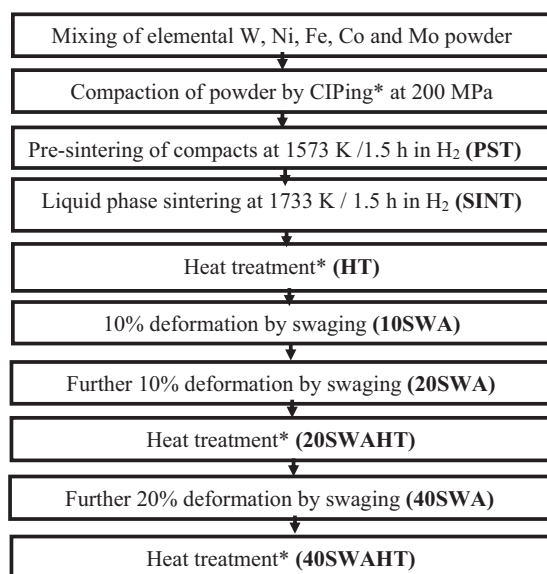 Mixing of elemental W, Ni, Fe, Co and Mo powder
Compaction of powder by CIPing* at 200 MPa
Pre-sintering of compacts at 1573 K /1.5 h in H₂ (PST)
Liquid phase sintering at 1733 K / 1.5 h in H₂ (SINT)
Heat treatment* (HT)
10% deformation by swaging (10SWA)
Further 10% deformation by swaging (20SWA)
Heat treatment* (20SWAHT)
Further 20% deformation by swaging (40SWA)
Heat treatment* (40SWAHT)